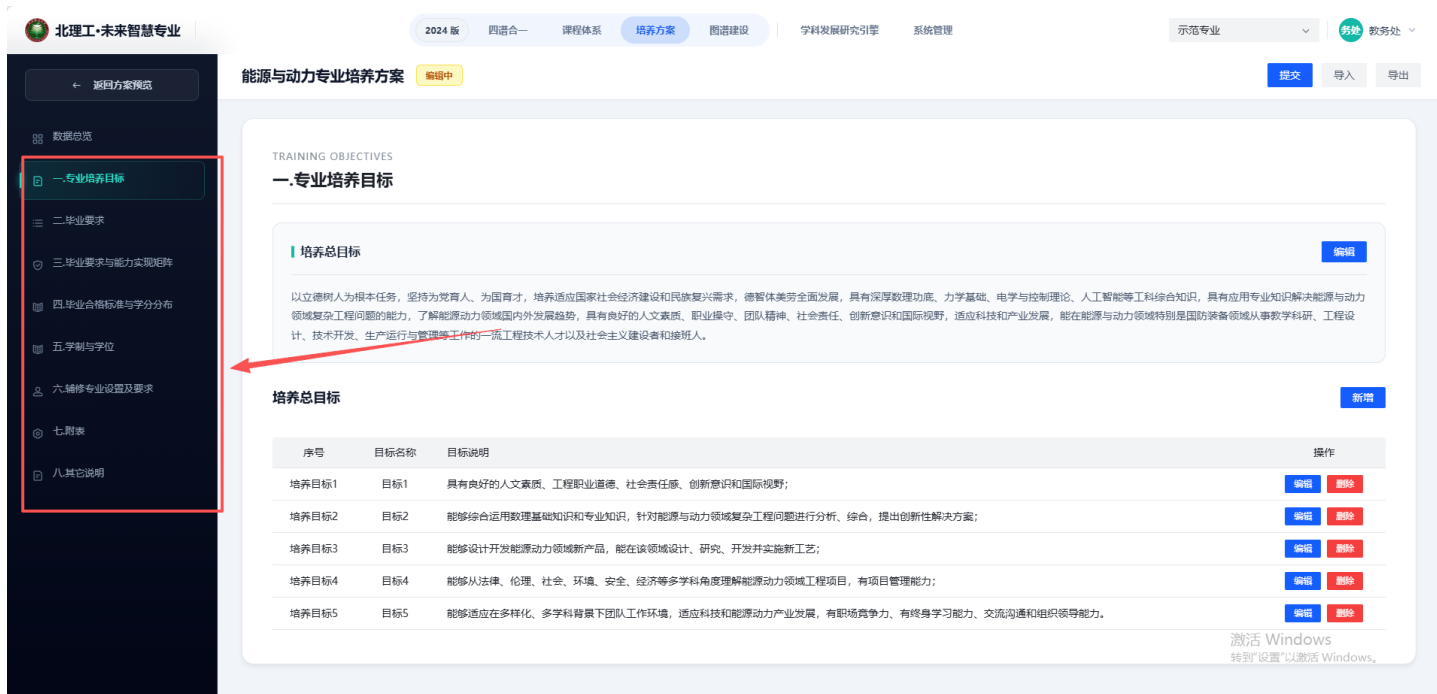 北理工·未来智慧专业
2024 版 四谱合一 课程体系 培养方案 图谱建设 学科发展研究引擎 系统管理
示范专业
务处 教务处
← 返回方案预览
数据总览
一.专业培养目标
二.毕业要求
三.毕业要求与能力实现矩阵
四.毕业合格标准与学分分布
五.学制与学位
六.辅修专业设置及要求
七.附表
八.其它说明
能源与动力专业培养方案 编辑中
提交 导入 导出
TRAINING OBJECTIVES
一.专业培养目标
培养总目标
编辑
以立德树人为根本任务，坚持为党育人、为国育才，培养适应国家社会经济建设和民族复兴需求，德智体美劳全面发展，具有深厚数理功底、力学基础、电学与控制理论、人工智能等工科综合知识，具有应用专业知识解决能源与动力
领域复杂工程问题的能力，了解能源动力领域国内外发展趋势，具有良好的人文素质、职业操守、团队精神、社会责任、创新意识和国际视野，适应科技和产业发展，能在能源与动力领域特别是国防装备领域从事教学科研、工程设
计、技术开发、生产运行与管理等工作的一流工程技术人才以及社会主义建设者和接班人。
培养总目标
新增
序号 目标名称 目标说明 操作
培养目标1 目标1 具有良好的人文素质、工程职业道德、社会责任感、创新意识和国际视野； 编辑 删除
培养目标2 目标2 能够综合运用数理基础知识和专业知识，针对能源与动力领域复杂工程问题进行分析、综合，提出创新性解决方案； 编辑 删除
培养目标3 目标3 能够设计开发能源动力领域新产品，能在该领域设计、研究、开发并实施新工艺； 编辑 删除
培养目标4 目标4 能够从法律、伦理、社会、环境、安全、经济等多学科角度理解能源动力领域工程项目，有项目管理能力； 编辑 删除
培养目标5 目标5 能够适应在多样化、多学科背景下团队工作环境，适应科技和能源动力产业发展，有职场竞争力、有终身学习能力、交流沟通和组织领导能力。 编辑 删除
激活 Windows
转到"设置"以激活 Windows。